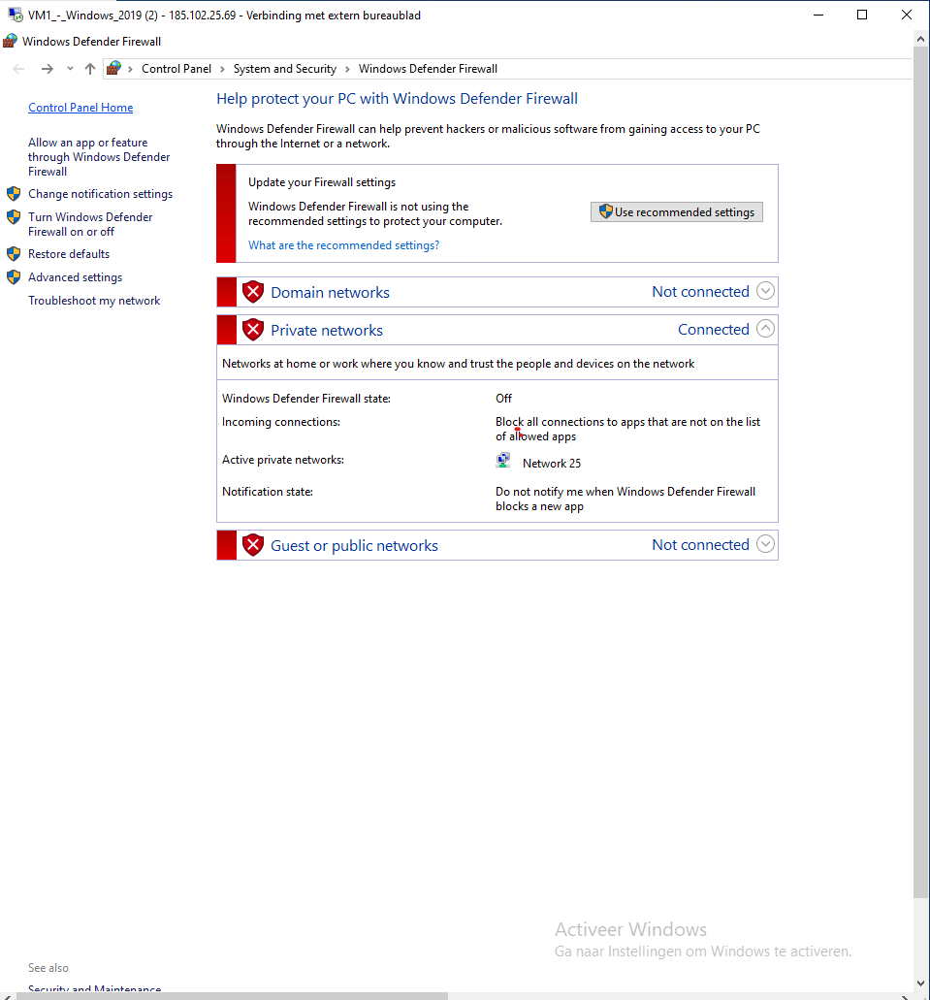 VM1_-_Windows_2019 (2) - 185.102.25.69 - Verbinding met extern bureaublad
Windows Defender Firewall
Control Panel > System and Security > Windows Defender Firewall
Control Panel Home
Allow an app or feature
through Windows Defender
Firewall
Change notification settings
Turn Windows Defender
Firewall on or off
Restore defaults
Advanced settings
Troubleshoot my network
Help protect your PC with Windows Defender Firewall
Windows Defender Firewall can help prevent hackers or malicious software from gaining access to your PC
through the Internet or a network.
Update your Firewall settings
Windows Defender Firewall is not using the
recommended settings to protect your computer.
Use recommended settings
What are the recommended settings?
Domain networks Not connected
Private networks Connected
Networks at home or work where you know and trust the people and devices on the network
Windows Defender Firewall state: Off
Incoming connections: Block all connections to apps that are not on the list
of allowed apps
Active private networks: Network 25
Notification state: Do not notify me when Windows Defender Firewall
blocks a new app
Guest or public networks Not connected
Activeer Windows
Ga naar Instellingen om Windows te activeren.
See also
Security and Maintenance